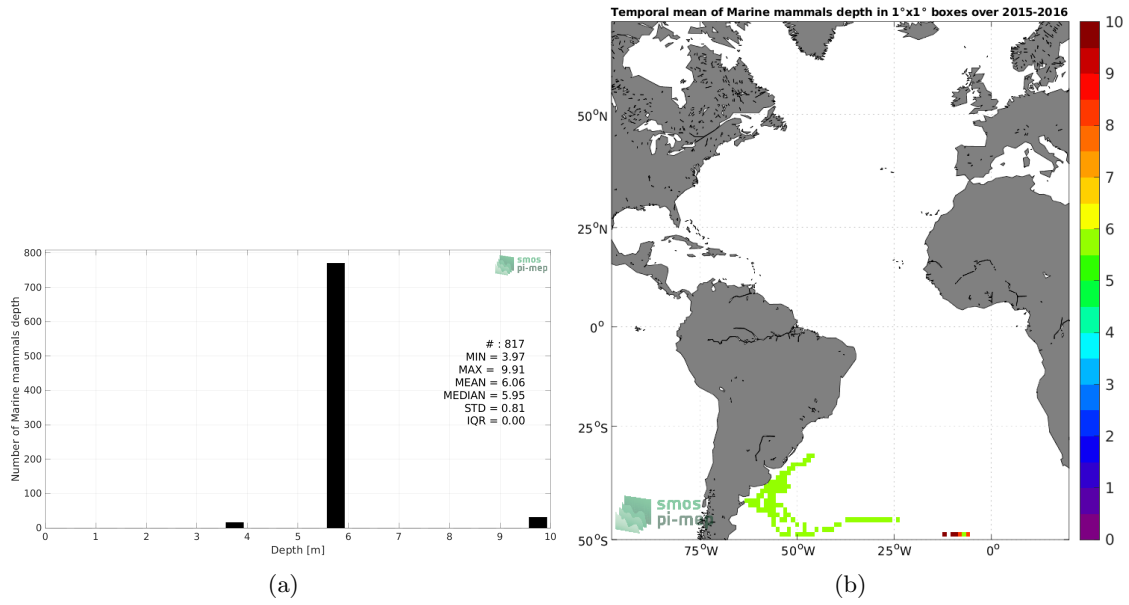 800
700
600
500
400
300
200
100
0
Number of Marine mammals depth
smos
pi-mep
# : 817
MIN = 3.97
MAX = 9.91
MEAN = 6.06
MEDIAN = 5.95
STD = 0.81
IQR = 0.00
0 1 2 3 4 5 6 7 8 9 10
Depth [m]
(a)
Temporal mean of Marine mammals depth in 1°x1° boxes over 2015-2016
50°N
25°N
0°
25°S
50°S
75°W 50°W 25°W 0°
smos
pi-mep
10
9
8
7
6
5
4
3
2
1
0
(b)